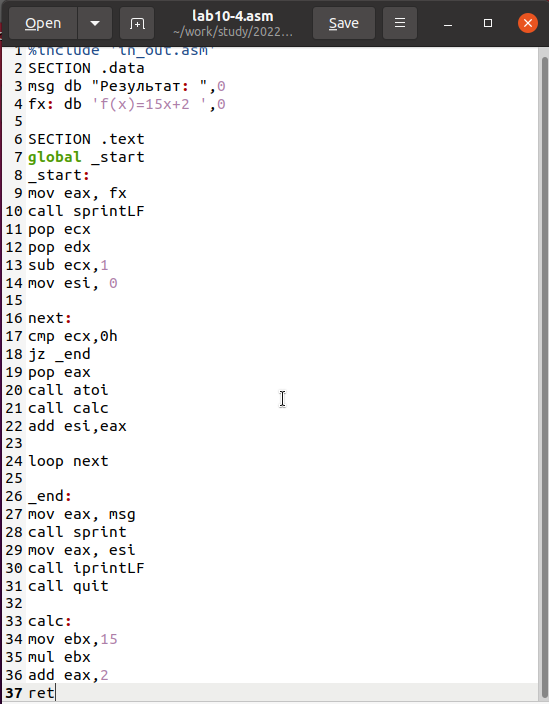 Open
lab10-4.asm
~/work/study/2022...
Save
1 %include 'in_out.asm'
2 SECTION .data
3 msg db "Результат: ",0
4 fx: db 'f(x)=15x+2 ',0
5
6 SECTION .text
7 global _start
8 _start:
9 mov eax, fx
10 call sprintLF
11 pop ecx
12 pop edx
13 sub ecx,1
14 mov esi, 0
15
16 next:
17 cmp ecx,0h
18 jz _end
19 pop eax
20 call atoi
21 call calc
22 add esi,eax
23
24 loop next
25
26 _end:
27 mov eax, msg
28 call sprint
29 mov eax, esi
30 call iprintLF
31 call quit
32
33 calc:
34 mov ebx,15
35 mul ebx
36 add eax,2
37 ret